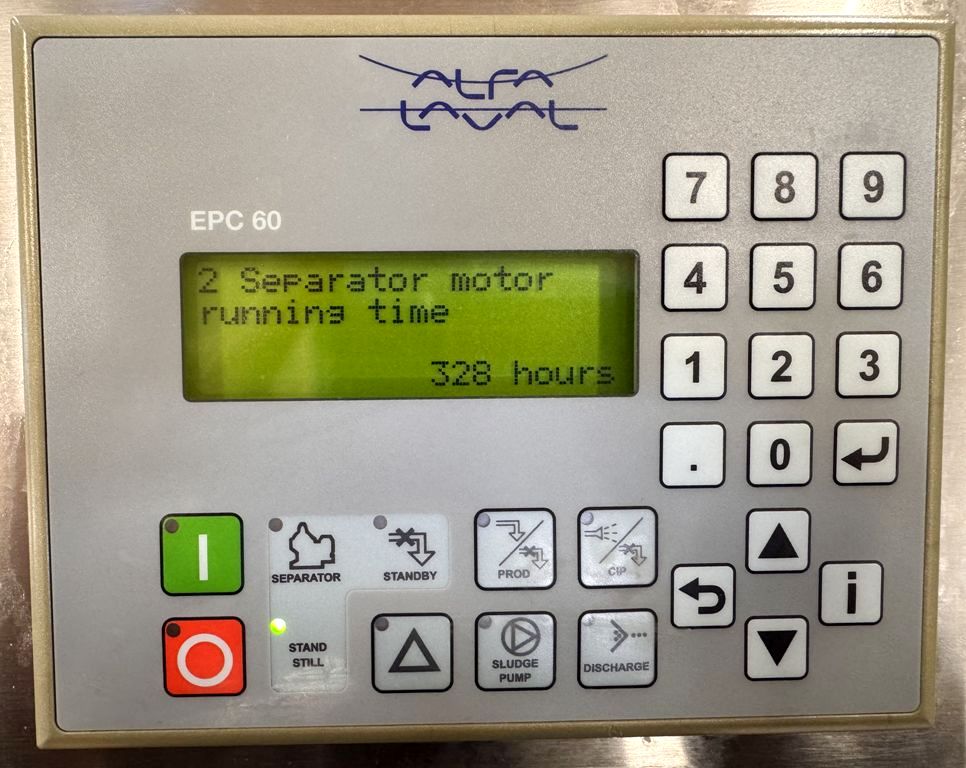 ALFA
LAVAL
EPC 60
2 Separator motor
running time
328 hours
7 8 9
4 5 6
1 2 3
. 0
I
SEPARATOR
STANDBY
PROD
CIP
i
O
STAND
STILL
SLUDGE
PUMP
DISCHARGE